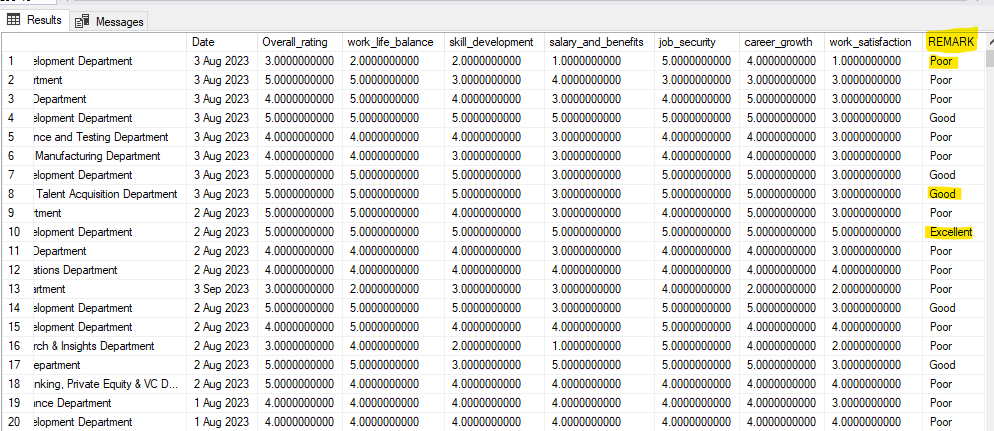 Results Messages
Date Overall_rating work_life_balance skill_development salary_and_benefits job_security career_growth work_satisfaction REMARK
1 elopment Department 3 Aug 2023 3.0000000000 2.0000000000 2.0000000000 1.0000000000 5.0000000000 4.0000000000 1.0000000000 Poor
2 rtment 3 Aug 2023 5.0000000000 5.0000000000 5.0000000000 4.0000000000 3.0000000000 3.0000000000 3.0000000000 Poor
3 Department 3 Aug 2023 4.0000000000 5.0000000000 4.0000000000 3.0000000000 4.0000000000 5.0000000000 3.0000000000 Poor
4 elopment Department 3 Aug 2023 5.0000000000 5.0000000000 5.0000000000 3.0000000000 5.0000000000 5.0000000000 3.0000000000 Good
5 ance and Testing Department 3 Aug 2023 4.0000000000 4.0000000000 4.0000000000 3.0000000000 4.0000000000 4.0000000000 3.0000000000 Poor
6 Manufacturing Department 3 Aug 2023 4.0000000000 4.0000000000 3.0000000000 3.0000000000 4.0000000000 4.0000000000 3.0000000000 Poor
7 elopment Department 3 Aug 2023 5.0000000000 5.0000000000 5.0000000000 3.0000000000 5.0000000000 5.0000000000 3.0000000000 Good
8 Talent Acquisition Department 3 Aug 2023 5.0000000000 5.0000000000 5.0000000000 3.0000000000 5.0000000000 5.0000000000 3.0000000000 Good
9 rtment 2 Aug 2023 5.0000000000 5.0000000000 4.0000000000 3.0000000000 4.0000000000 5.0000000000 3.0000000000 Poor
10 elopment Department 2 Aug 2023 5.0000000000 5.0000000000 5.0000000000 5.0000000000 5.0000000000 5.0000000000 5.0000000000 Excellent
11 Department 2 Aug 2023 4.0000000000 4.0000000000 3.0000000000 3.0000000000 4.0000000000 4.0000000000 3.0000000000 Poor
12 ations Department 2 Aug 2023 4.0000000000 4.0000000000 4.0000000000 4.0000000000 4.0000000000 4.0000000000 4.0000000000 Poor
13 rtment 3 Sep 2023 3.0000000000 2.0000000000 3.0000000000 3.0000000000 3.0000000000 2.0000000000 3.0000000000 Poor
14 elopment Department 2 Aug 2023 5.0000000000 5.0000000000 5.0000000000 3.0000000000 5.0000000000 5.0000000000 3.0000000000 Good
15 elopment Department 2 Aug 2023 5.0000000000 4.0000000000 4.0000000000 4.0000000000 4.0000000000 4.0000000000 4.0000000000 Poor
16 rch & Insights Department 2 Aug 2023 3.0000000000 4.0000000000 2.0000000000 1.0000000000 4.0000000000 2.0000000000 2.0000000000 Poor
17 epartment 2 Aug 2023 5.0000000000 5.0000000000 3.0000000000 5.0000000000 5.0000000000 5.0000000000 5.0000000000 Good
18 nking, Private Equity & VC D... 2 Aug 2023 5.0000000000 4.0000000000 4.0000000000 4.0000000000 4.0000000000 4.0000000000 4.0000000000 Poor
19 ance Department 1 Aug 2023 4.0000000000 4.0000000000 4.0000000000 4.0000000000 4.0000000000 4.0000000000 3.0000000000 Poor
20 elopment Department 1 Aug 2023 4.0000000000 4.0000000000 4.0000000000 4.0000000000 4.0000000000 4.0000000000 4.0000000000 Poor